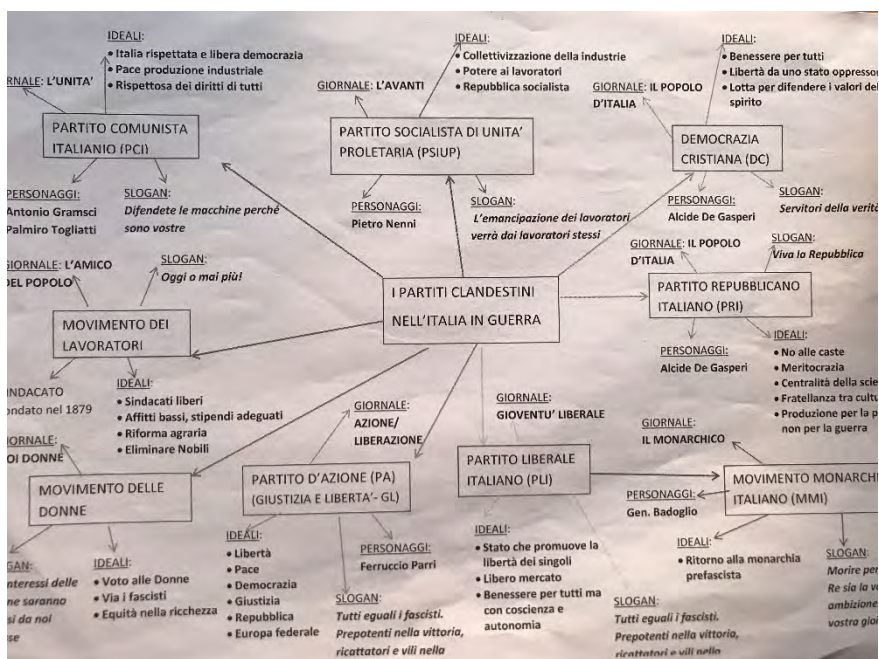 IDEALI:
• Italia rispettata e libera democrazia
• Pace produzione industriale
• Rispettosa dei diritti di tutti
RNALE: L'UNITA'
PARTITO COMUNISTA
ITALIANIO (PCI)
PERSONAGGI:
Antonio Gramsci
Palmiro Togliatti
SLOGAN:
Difendete le macchine perché
sono vostre
IDEALI:
• Collettivizzazione della industrie
• Potere ai lavoratori
• Repubblica socialista
GIORNALE: L'AVANTI
PARTITO SOCIALISTA DI UNITA'
PROLETARIA (PSIUP)
PERSONAGGI:
Pietro Nenni
SLOGAN:
L'emancipazione dei lavoratori
verrà dai lavoratori stessi
IDEALI:
• Benessere per tutti
• Libertà da uno stato oppressor
• Lotta per difendere i valori del
spirito
GIORNALE: IL POPOLO
D'ITALIA
DEMOCRAZIA
CRISTIANA (DC)
PERSONAGGI:
Alcide De Gasperi
SLOGAN:
Servitori della verità
GIORNALE: L'AMICO
DEL POPOLO
SLOGAN:
Oggi o mai più!
MOVIMENTO DEI
LAVORATORI
INDACATO
ondato nel 1879
IDEALI:
• Sindacati liberi
• Affitti bassi, stipendi adeguati
• Riforma agraria
• Eliminare Nobili
I PARTITI CLANDESTINI
NELL'ITALIA IN GUERRA
GIORNALE: IL POPOLO
D'ITALIA
SLOGAN:
Viva la Repubblica
PARTITO REPUBBLICANO
ITALIANO (PRI)
PERSONAGGI:
Alcide De Gasperi
IDEALI:
• No alle caste
• Meritocrazia
• Centralità della scie
• Fratellanza tra cultu
• Produzione per la p
non per la guerra
IORNALE:
OI DONNE
MOVIMENTO DELLE
DONNE
GAN:
nteressi delle
ne saranno
si da noi
se
IDEALI:
• Voto alle Donne
• Via i fascisti
• Equità nella ricchezza
GIORNALE:
AZIONE/
LIBERAZIONE
PARTITO D'AZIONE (PA)
(GIUSTIZIA E LIBERTA'- GL)
IDEALI:
• Libertà
• Pace
• Democrazia
• Giustizia
• Repubblica
• Europa federale
PERSONAGGI:
Ferruccio Parri
SLOGAN:
Tutti eguali i fascisti.
Prepotenti nella vittoria,
ricattatori e vili nella
GIORNALE:
GIOVENTU' LIBERALE
PARTITO LIBERALE
ITALIANO (PLI)
IDEALI:
• Stato che promuove la
libertà dei singoli
• Libero mercato
• Benessere per tutti ma
con coscienza e
autonomia
SLOGAN:
Tutti eguali i fascisti.
Prepotenti nella vittoria,
ricattatori e vili nella
GIORNALE:
IL MONARCHICO
MOVIMENTO MONARCHI
ITALIANO (MMI)
PERSONAGGI:
Gen. Badoglio
IDEALI:
• Ritorno alla monarchia
prefascista
SLOGAN:
Morire per
Re sia la vo
ambizione
vostra gioi